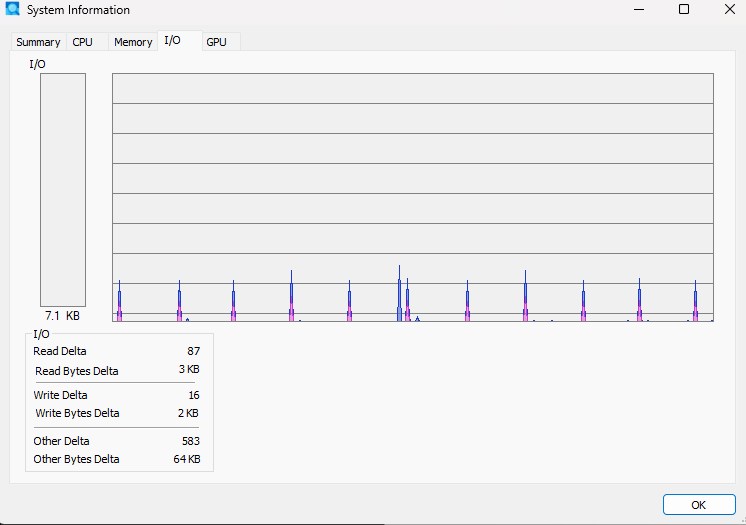 System Information
Summary CPU Memory I/O GPU
I/O
7.1 KB
I/O
Read Delta 87
Read Bytes Delta 3 KB
Write Delta 16
Write Bytes Delta 2 KB
Other Delta 583
Other Bytes Delta 64 KB
OK